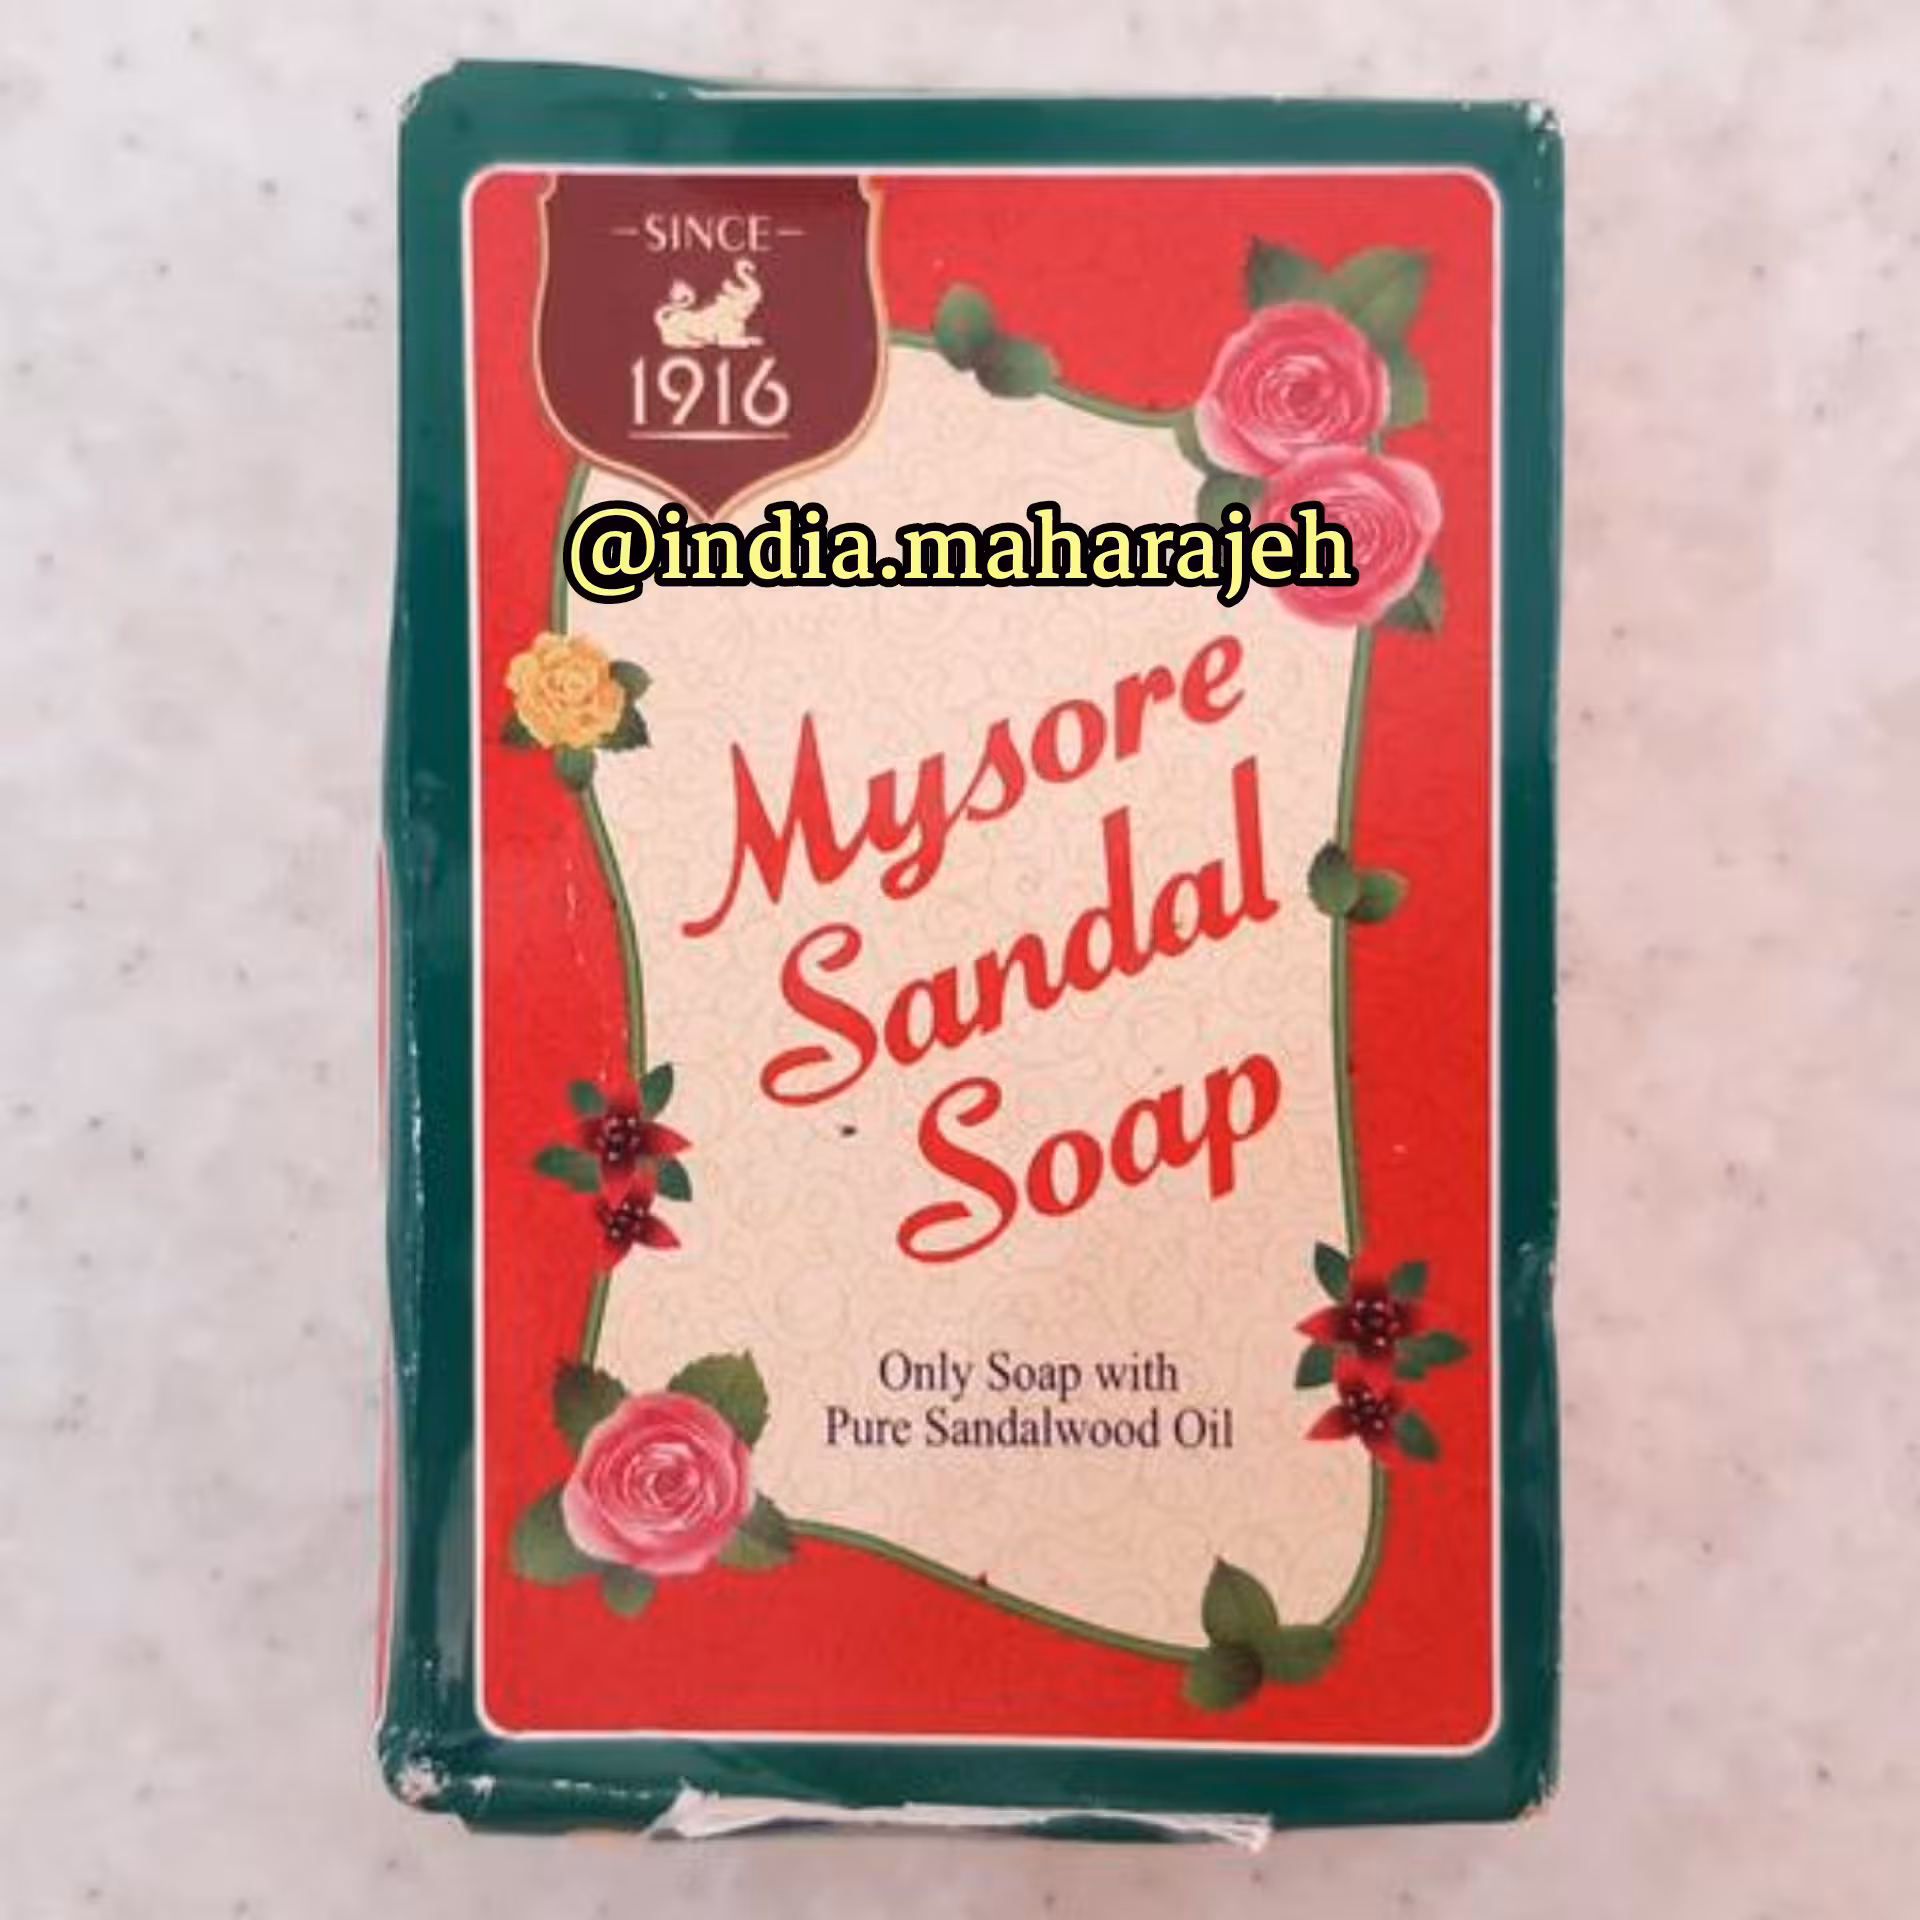 -SINCE-
1916
@india.maharajeh
Mysore
Sandal
Soap
Only Soap with
Pure Sandalwood Oil